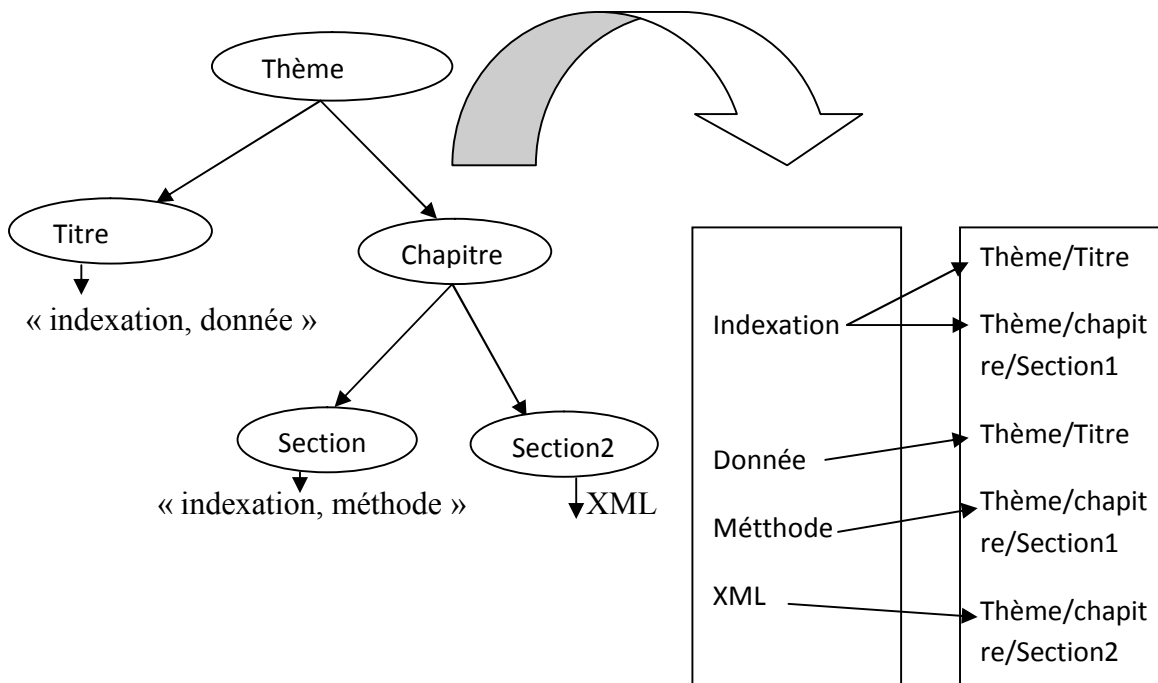 Thème
Titre
Chapitre
« indexation, donnée »
Section
Section2
« indexation, méthode »
XML
Indexation
Donnée
Métthode
XML
Thème/Titre
Thème/chapit
re/Section1
Thème/Titre
Thème/chapit
re/Section1
Thème/chapit
re/Section2